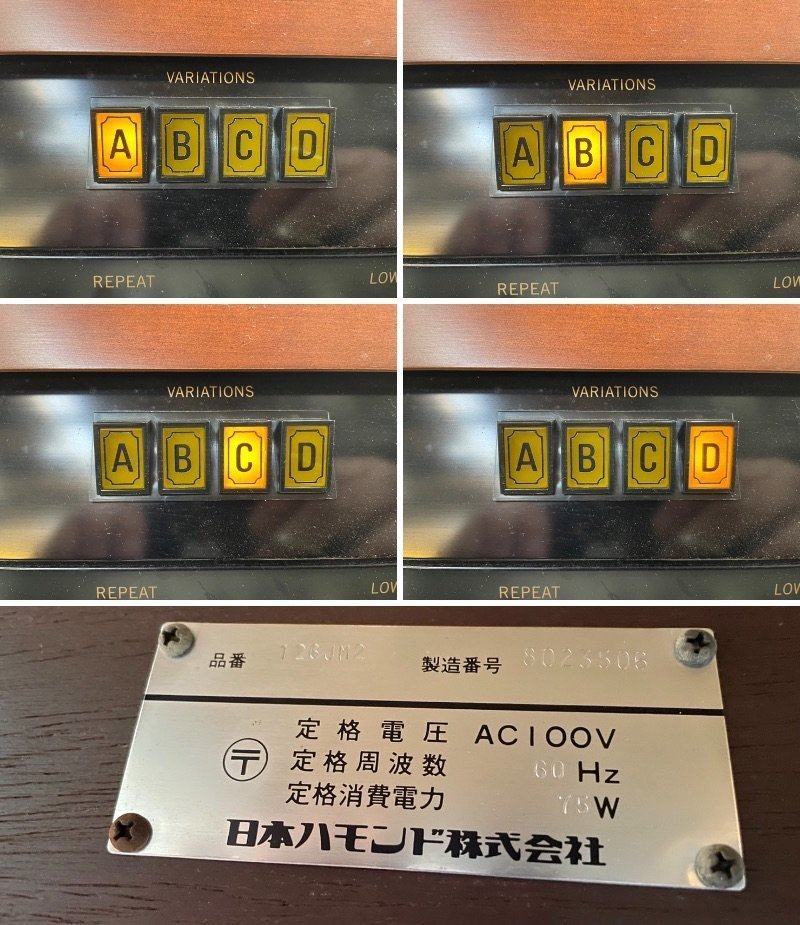 VARIATIONS
A B C D
REPEAT LOW
VARIATIONS
A B C D
REPEAT LOW
VARIATIONS
A B C D
REPEAT LOW
VARIATIONS
A B C D
REPEAT LOW
品番 126JM2 製造番号 8023506
定格電圧 AC100V
〒 定格周波数 60 Hz
定格消費電力 75W
日本ハモンド株式会社